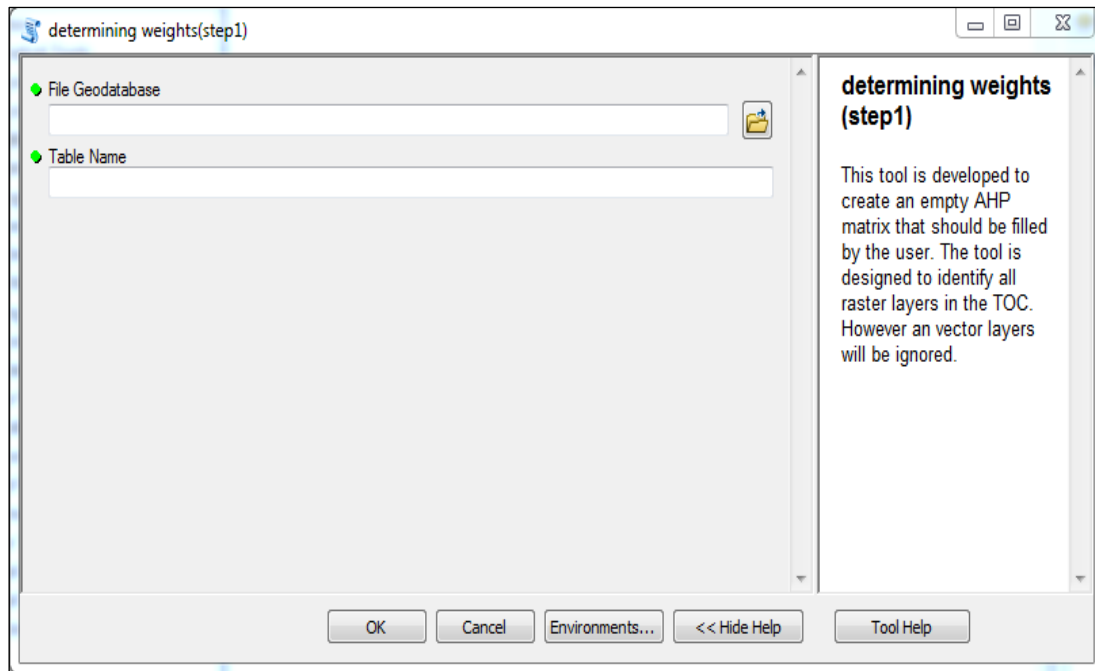 determining weights(step1)
File Geodatabase
Table Name
determining weights
(step1)
This tool is developed to
create an empty AHP
matrix that should be filled
by the user. The tool is
designed to identify all
raster layers in the TOC.
However an vector layers
will be ignored.
OK
Cancel
Environments...
<< Hide Help
Tool Help